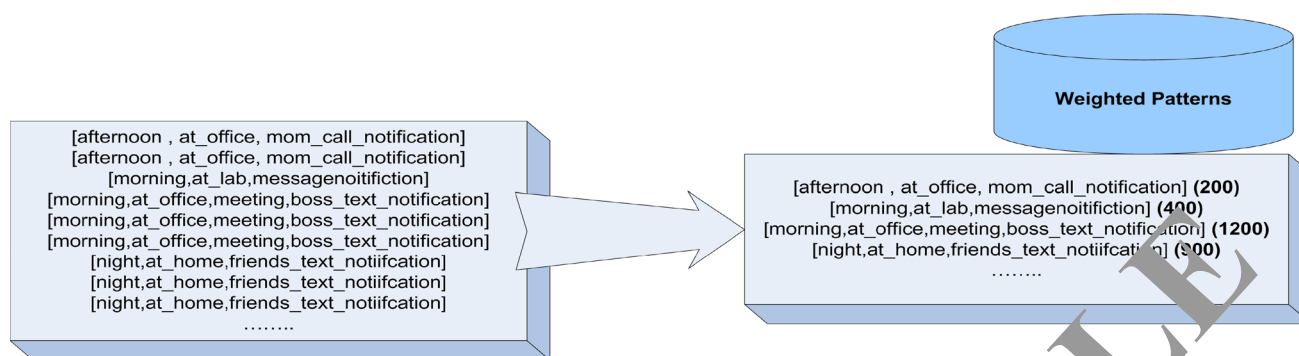 Weighted Patterns
[afternoon , at_office, mom_call_notification]
[afternoon , at_office, mom_call_notification]
[morning,at_lab,messagenoitifiction]
[morning,at_office,meeting,boss_text_notification]
[morning,at_office,meeting,boss_text_notification]
[morning,at_office,meeting,boss_text_notification]
[night,at_home,friends_text_notiifcation]
[night,at_home,friends_text_notiifcation]
[night,at_home,friends_text_notiifcation]
........
[afternoon , at_office, mom_call_notification] (200)
[morning,at_lab,messagenoitifiction] (400)
[morning,at_office,meeting,boss_text_notification] (1200)
[night,at_home,friends_text_notiifcation] (900)
........
LE